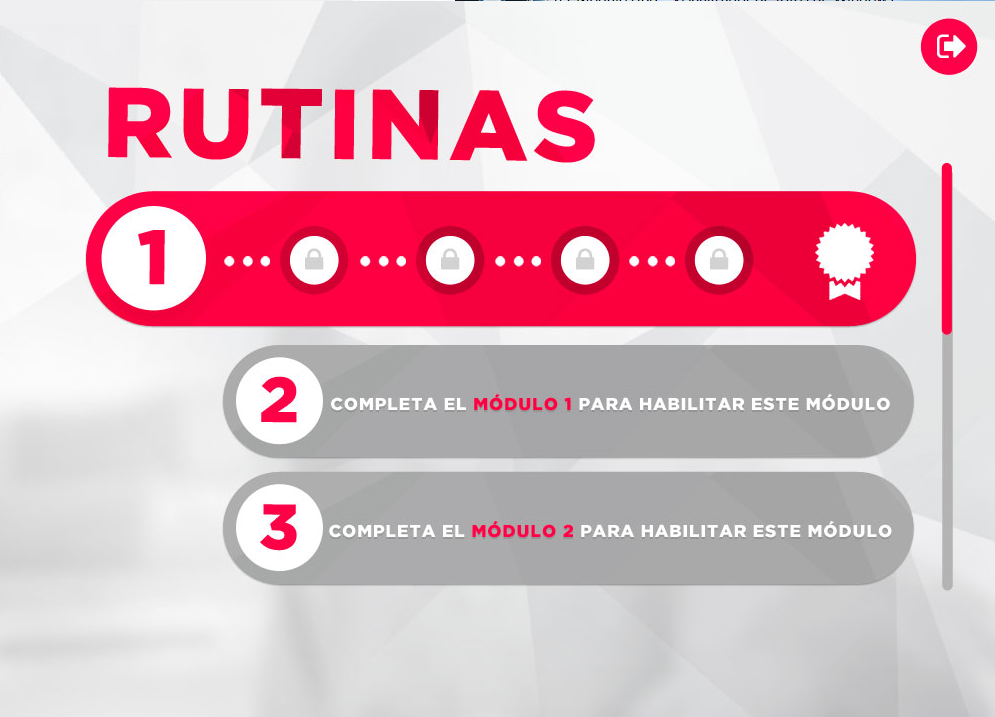 RUTINAS
1
2 COMPLETA EL MÓDULO 1 PARA HABILITAR ESTE MÓDULO
3 COMPLETA EL MÓDULO 2 PARA HABILITAR ESTE MÓDULO